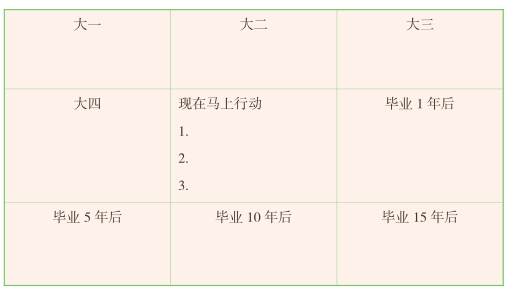 大一
大二
大三
大四
现在马上行动
1.
2.
3.
毕业 1 年后
毕业 5 年后
毕业 10 年后
毕业 15 年后